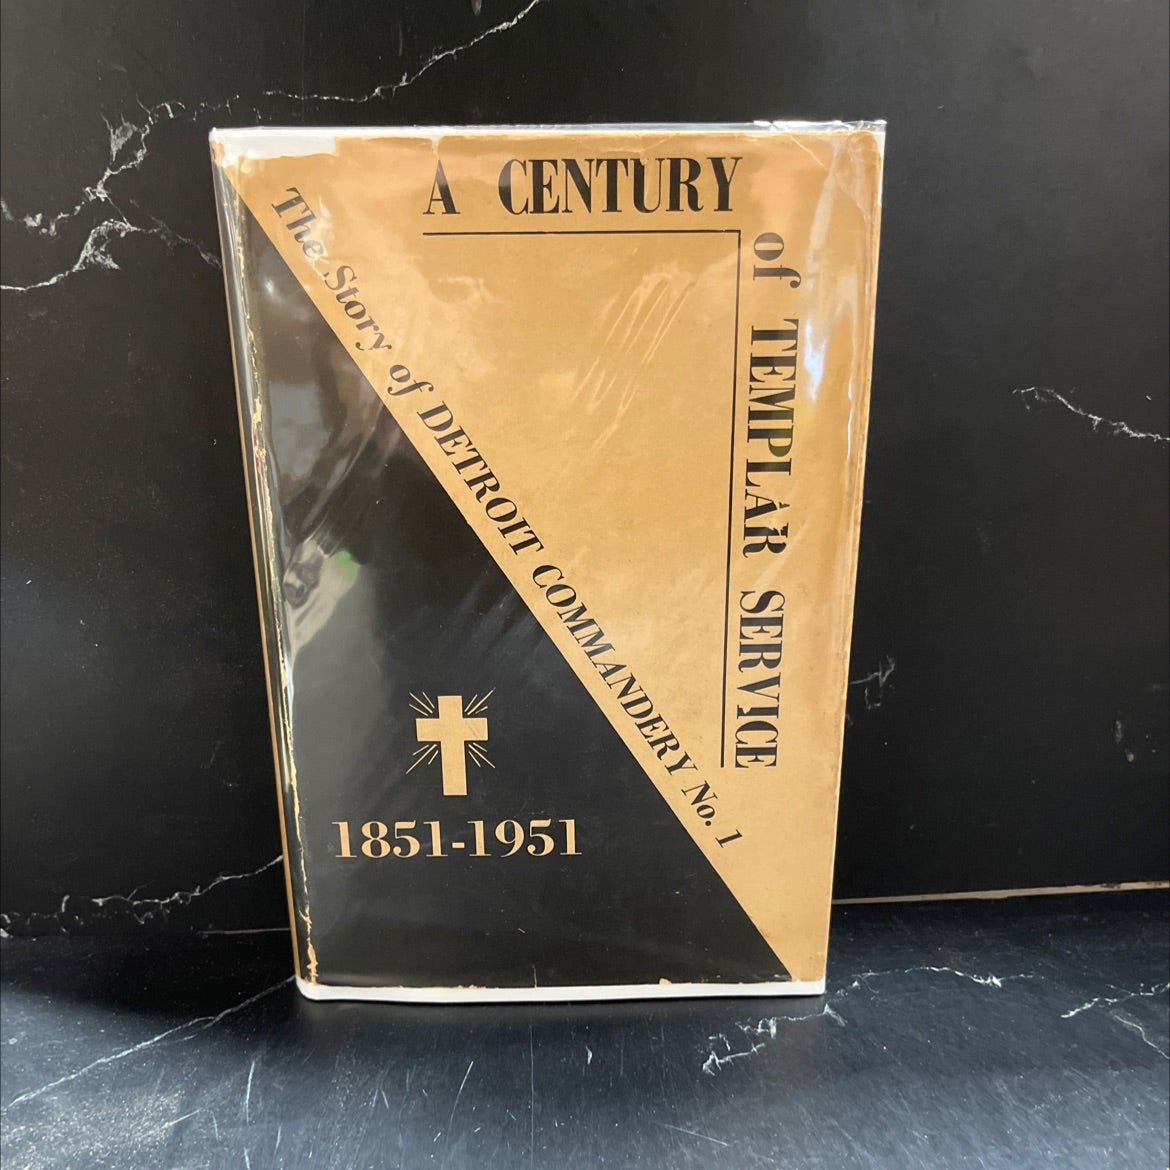 A CENTURY
of TEMPLAR SERVICE
The Story of DETROIT COMMANDERY No. 1
1851-1951